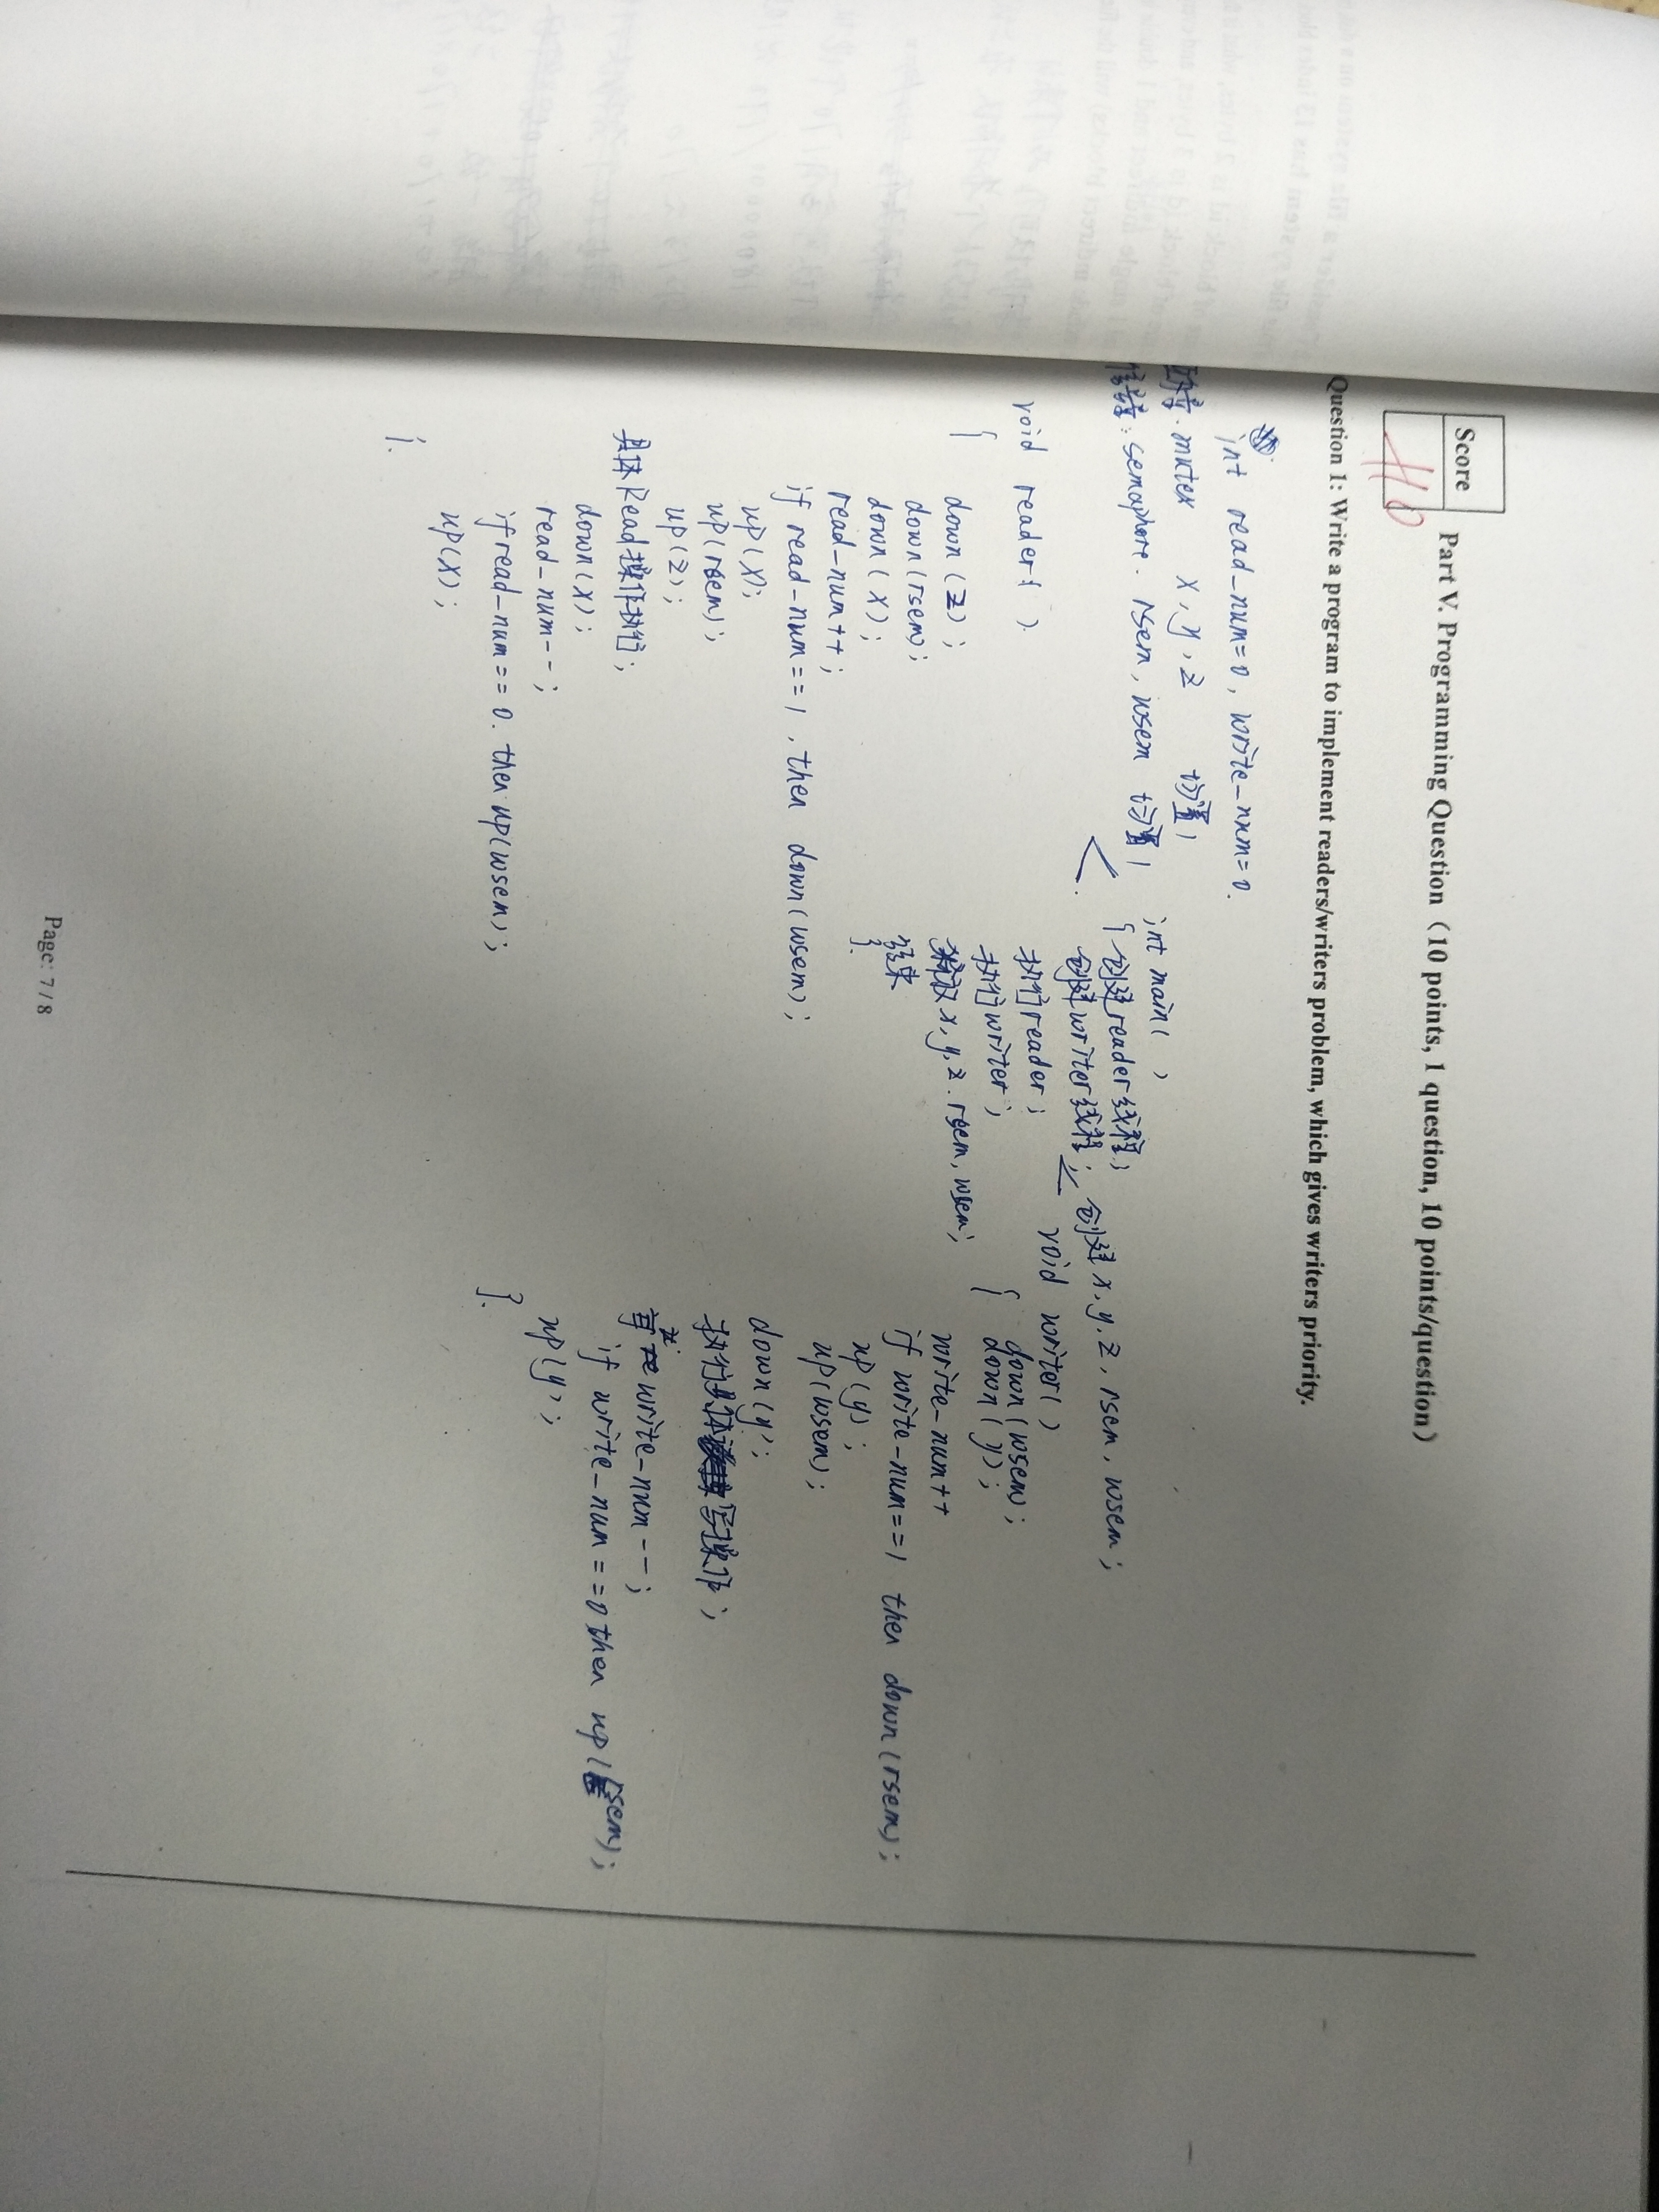 Score
+10
Part V. Programming Question (10 points, 1 question, 10 points/question)
Question 1: Write a program to implement readers/writers problem, which gives writers priority.
int read_num=0, write_num=0.
mutex x, y, z 均置1
信号量: semaphore. rsem, wsem 均置1
void reader( )
{
down(z);
down(rsem);
down(x);
read_num++;
if read_num==1, then down(wsem);
up(x);
up(rsem);
up(z);
具体Read操作执行;
down(x);
read_num--;
if read_num==0. then up(wsem);
up(x);
}.
int main( )
{ 创建reader线程;
创建writer线程;
执行reader;
执行writer;
释放x, y, z. rsem, wsem;
结束
}.
创建x, y, z, rsem, wsem;
void writer( )
{ down(wsem);
down(y);
write_num++
if write_num==1 then down(rsem);
up(y);
up(wsem);
down(y);
执行具体写操作;
write_num--;
if write_num==0 then up(rsem);
up(y);
}.
Page: 7/8